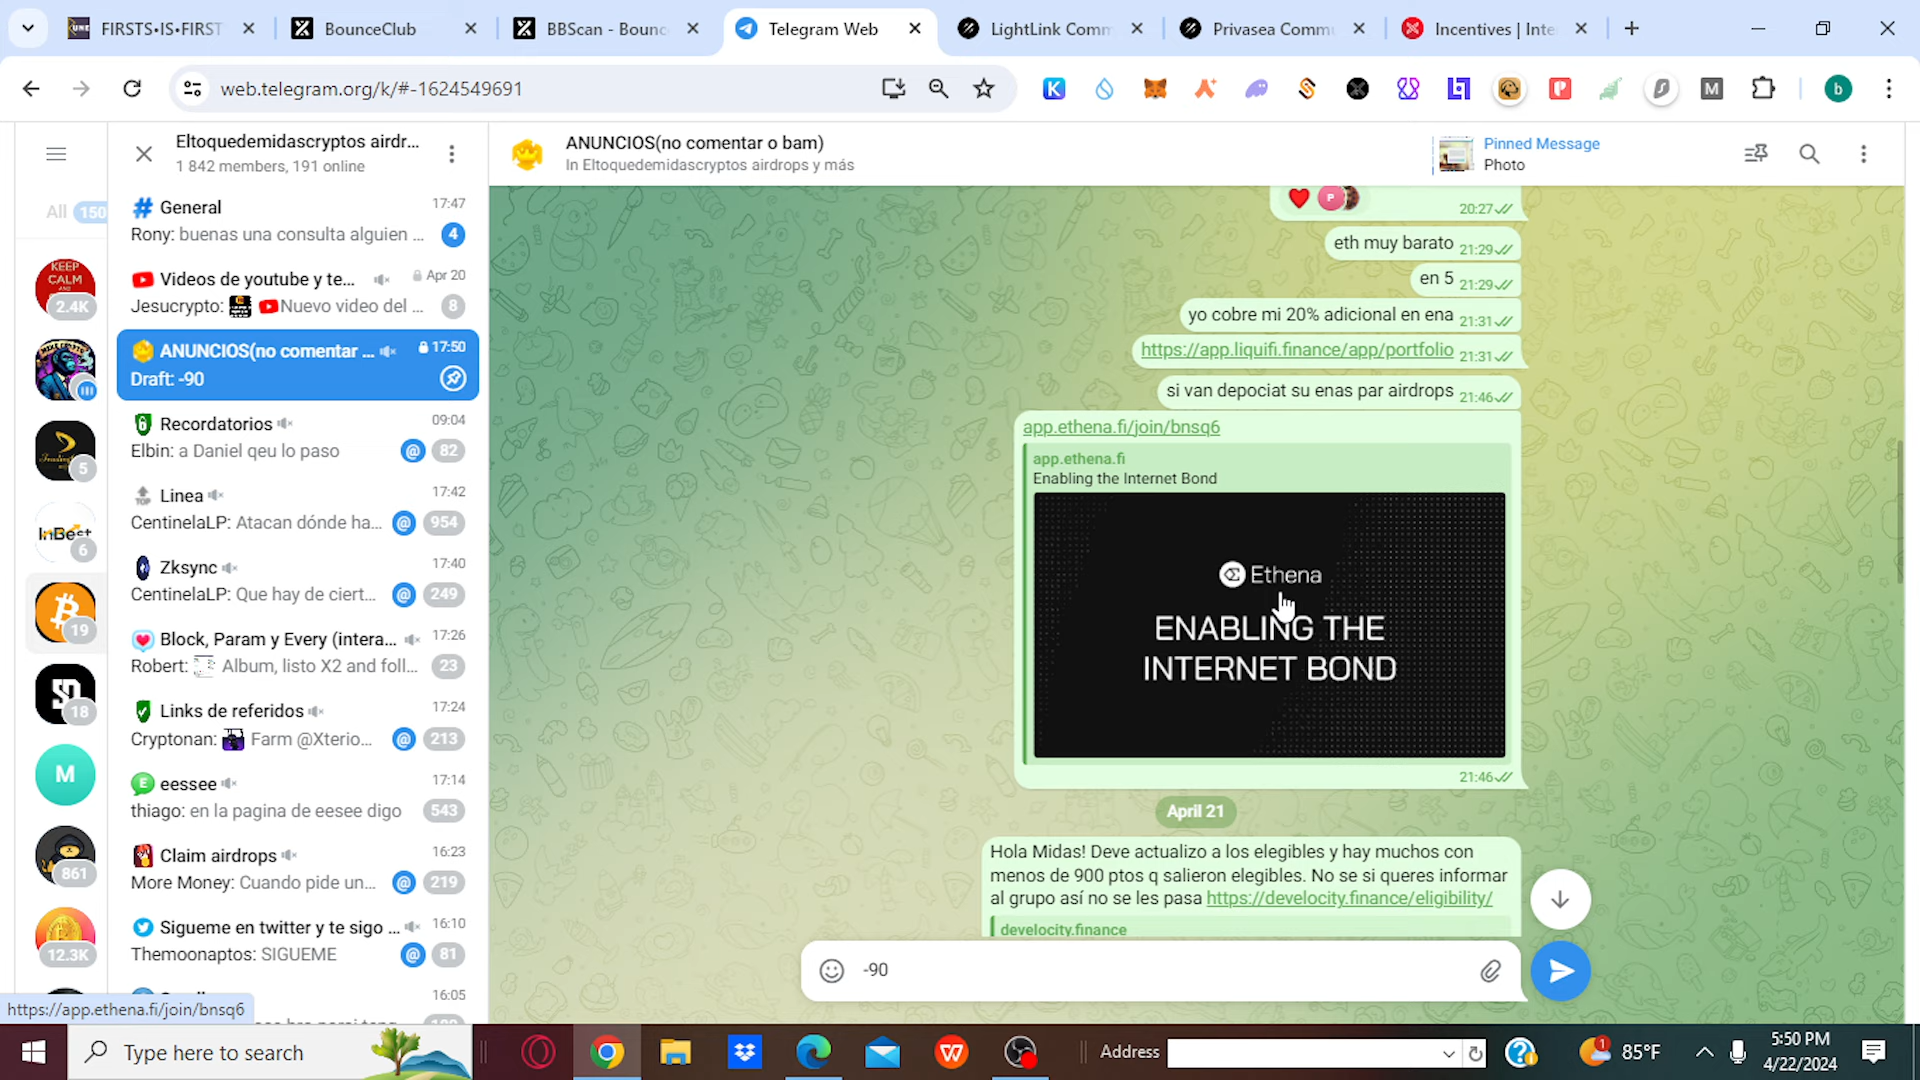 FIRSTS•IS•FIRST
BounceClub
BBScan - Bounc
Telegram Web
LightLink Comm
Privasea Commu
Incentives | Inte
web.telegram.org/k/#-1624549691
b
All 150
KEEP
CALM
2.4K
5
InBest
6
19
18
M
861
12.3K
Eltoquedemidascryptos airdr...
1 842 members, 191 online
General 17:47
Rony: buenas una consulta alguien ... 4
Videos de youtube y te... Apr 20
Jesucrypto: Nuevo video del ... 8
ANUNCIOS(no comentar ... 17:50
Draft: -90
Recordatorios 09:04
Elbin: a Daniel qeu lo paso @ 82
Linea 17:42
CentinelaLP: Atacan dónde ha... @ 954
Zksync 17:40
CentinelaLP: Que hay de ciert... @ 249
Block, Param y Every (intera... 17:26
Robert: Album, listo X2 and foll... 23
Links de referidos 17:24
Cryptonan: Farm @Xterio... @ 213
eessee 17:14
thiago: en la pagina de eesee digo 543
Claim airdrops 16:23
More Money: Cuando pide un... @ 219
Sigueme en twitter y te sigo ... 16:10
Themoonaptos: SIGUEME @ 81
16:05
https://app.ethena.fi/join/bnsq6
ANUNCIOS(no comentar o bam)
In Eltoquedemidascryptos airdrops y más
Pinned Message
Photo
P
20:27
eth muy barato 21:29
en 5 21:29
yo cobre mi 20% adicional en ena 21:31
https://app.liquifi.finance/app/portfolio 21:31
si van depociat su enas par airdrops 21:46
app.ethena.fi/join/bnsq6
app.ethena.fi
Enabling the Internet Bond
Ethena
ENABLING THE
INTERNET BOND
21:46
April 21
Hola Midas! Deve actualizo a los elegibles y hay muchos con
menos de 900 ptos q salieron elegibles. No se si queres informar
al grupo así no se les pasa https://develocity.finance/eligibility/
develocity.finance
-90
Type here to search
Address
1
85°F
5:50 PM
4/22/2024